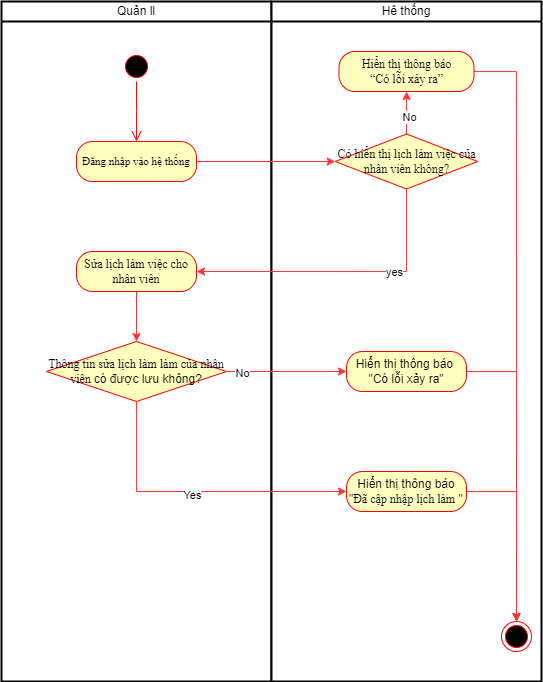 Quản lí
Hê thống
Hiển thị thông báo
“Có lỗi xảy ra”
No
Đăng nhập vào hệ thống
Có hiển thị lịch làm việc của
nhân viên không?
Sửa lịch làm việc cho
nhân viên
yes
Thông tin sửa lịch làm làm của nhân
viên có được lưu không?
No
Hiển thị thông báo
"Có lỗi xảy ra"
Yes
Hiển thị thông báo
"Đã cập nhập lịch làm "